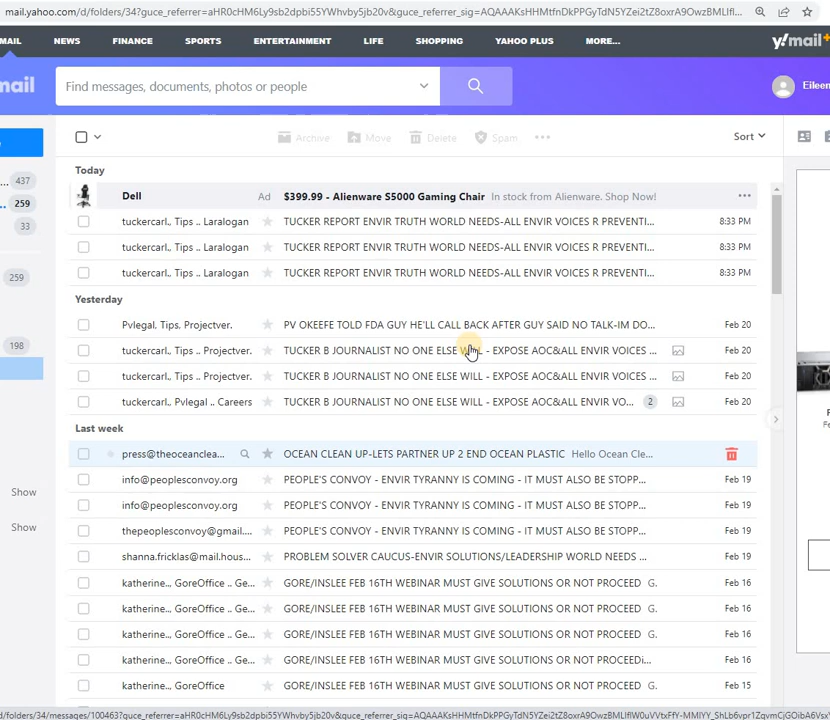 mail.yahoo.com/d/folders/34?guce_referrer=aHR0cHM6Ly9sb2dpbi55YWhvby5jb20v&guce_referrer_sig=
MAIL NEWS FINANCE SPORTS ENTERTAINMENT LIFE SHOPPING YAHOO PLUS MORE... y!mail+
mail Find messages, documents, photos or people Eileen
Archive Move Delete Spam ••• Sort
437
259
33
259
198
Show
Show
Today
Dell Ad $399.99 - Alienware S5000 Gaming Chair In stock from Alienware. Shop Now! •••
tuckercarl., Tips .. Laralogan TUCKER REPORT ENVIR TRUTH WORLD NEEDS-ALL ENVIR VOICES R PREVENTI... 8:33 PM
tuckercarl., Tips .. Laralogan TUCKER REPORT ENVIR TRUTH WORLD NEEDS-ALL ENVIR VOICES R PREVENTI... 8:33 PM
tuckercarl., Tips .. Laralogan TUCKER REPORT ENVIR TRUTH WORLD NEEDS-ALL ENVIR VOICES R PREVENTI... 8:33 PM
Yesterday
Pvlegal, Tips, Projectver. PV OKEEFE TOLD FDA GUY HE'LL CALL BACK AFTER GUY SAID NO TALK-IM DO... Feb 20
tuckercarl., Tips .. Projectver. TUCKER B JOURNALIST NO ONE ELSE WILL - EXPOSE AOC&ALL ENVIR VOICES ... Feb 20
tuckercarl., Tips .. Projectver. TUCKER B JOURNALIST NO ONE ELSE WILL - EXPOSE AOC&ALL ENVIR VOICES ... Feb 20
tuckercarl., Pvlegal .. Careers TUCKER B JOURNALIST NO ONE ELSE WILL - EXPOSE AOC&ALL ENVIR VO... 2 Feb 20
Last week
press@theoceanclea... OCEAN CLEAN UP-LETS PARTNER UP 2 END OCEAN PLASTIC Hello Ocean Cle...
info@peoplesconvoy.org PEOPLE'S CONVOY - ENVIR TYRANNY IS COMING - IT MUST ALSO BE STOPP... Feb 19
info@peoplesconvoy.org PEOPLE'S CONVOY - ENVIR TYRANNY IS COMING - IT MUST ALSO BE STOPP... Feb 19
thepeoplesconvoy@gmail.... PEOPLE'S CONVOY - ENVIR TYRANNY IS COMING - IT MUST ALSO BE STOPP... Feb 19
shanna.fricklas@mail.hous... PROBLEM SOLVER CAUCUS-ENVIR SOLUTIONS/LEADERSHIP WORLD NEEDS ... Feb 19
katherine.., GoreOffice .. Ge... GORE/INSLEE FEB 16TH WEBINAR MUST GIVE SOLUTIONS OR NOT PROCEED G. Feb 16
katherine.., GoreOffice .. Ge... GORE/INSLEE FEB 16TH WEBINAR MUST GIVE SOLUTIONS OR NOT PROCEED G. Feb 16
katherine.., GoreOffice .. Ge... GORE/INSLEE FEB 16TH WEBINAR MUST GIVE SOLUTIONS OR NOT PROCEED G. Feb 16
katherine.., GoreOffice .. Ge... GORE/INSLEE FEB 16TH WEBINAR MUST GIVE SOLUTIONS OR NOT PROCEEDi... Feb 16
katherine.., GoreOffice GORE/INSLEE FEB 16TH WEBINAR MUST GIVE SOLUTIONS OR NOT PROCEED G. Feb 15